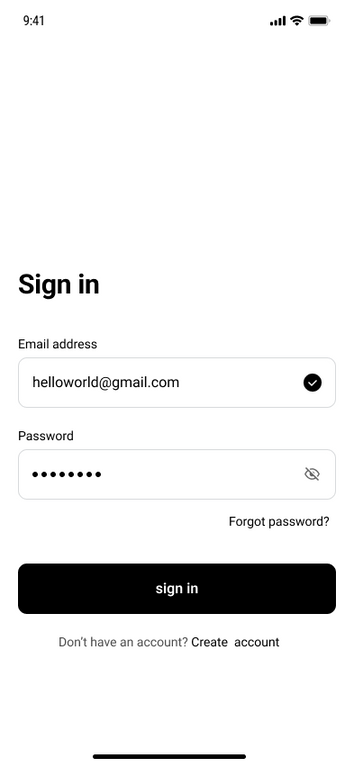 9:41
Sign in
Email address
helloworld@gmail.com
Password
••••••••
Forgot password?
sign in
Don't have an account? Create  account